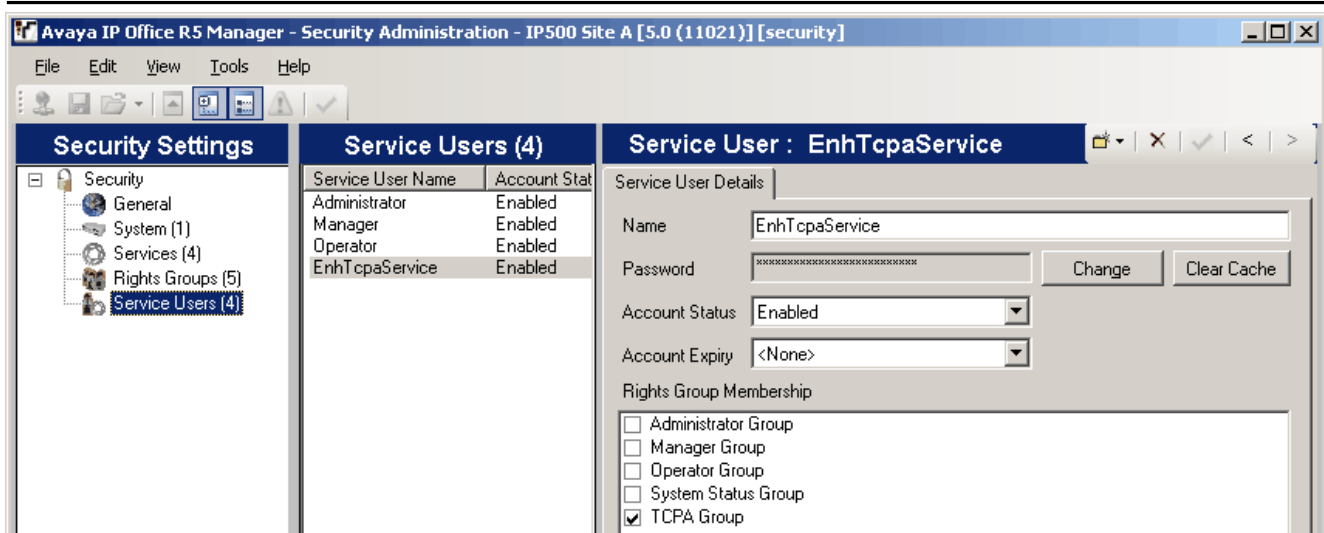 Avaya IP Office R5 Manager - Security Administration - IP500 Site A [5.0 (11021)] [security]
File Edit View Tools Help
Security Settings
Security
General
System (1)
Services (4)
Rights Groups (5)
Service Users (4)
Service Users (4)
Service User Name Account Stat
Administrator Enabled
Manager Enabled
Operator Enabled
EnhTcpaService Enabled
Service User : EnhTcpaService
Service User Details
Name EnhTcpaService
Password xxxxxxxxxxxxxxxxxxxxxxxxxx Change Clear Cache
Account Status Enabled
Account Expiry <None>
Rights Group Membership
Administrator Group
Manager Group
Operator Group
System Status Group
TCPA Group